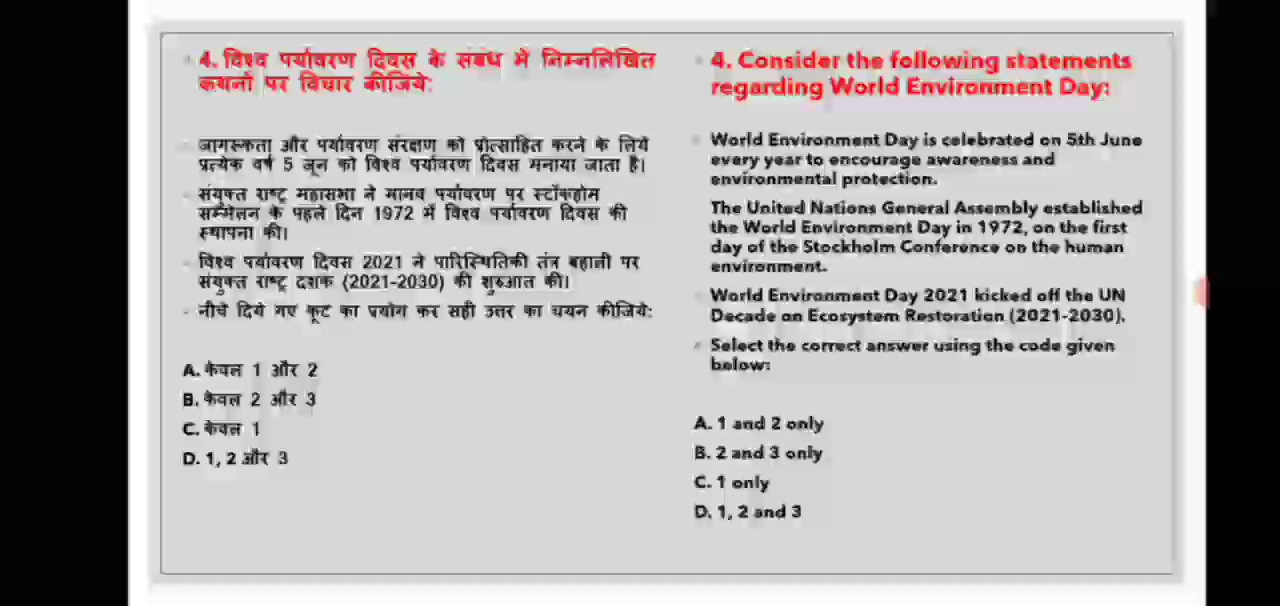 4. विश्व पर्यावरण दिवस के संबंध में निम्नलिखित
कथनों पर विचार कीजिये:
जागरुकता और पर्यावरण संरक्षण को प्रोत्साहित करने के लिये
प्रत्येक वर्ष 5 जून को विश्व पर्यावरण दिवस मनाया जाता है।
संयुक्त राष्ट्र महासभा ने मानव पर्यावरण पर स्टॉकहोम
सम्मेलन के पहले दिन 1972 में विश्व पर्यावरण दिवस की
स्थापना की।
विश्व पर्यावरण दिवस 2021 ने पारिस्थितिकी तंत्र बहाली पर
संयुक्त राष्ट्र दशक (2021-2030) की शुरुआत की।
नीचे दिये गए कूट का प्रयोग कर सही उत्तर का चयन कीजिये:
A. केवल 1 और 2
B. केवल 2 और 3
C. केवल 1
D. 1, 2 और 3
4. Consider the following statements
regarding World Environment Day:
World Environment Day is celebrated on 5th June
every year to encourage awareness and
environmental protection.
The United Nations General Assembly established
the World Environment Day in 1972, on the first
day of the Stockholm Conference on the human
environment.
World Environment Day 2021 kicked off the UN
Decade on Ecosystem Restoration (2021-2030).
Select the correct answer using the code given
below:
A. 1 and 2 only
B. 2 and 3 only
C. 1 only
D. 1, 2 and 3